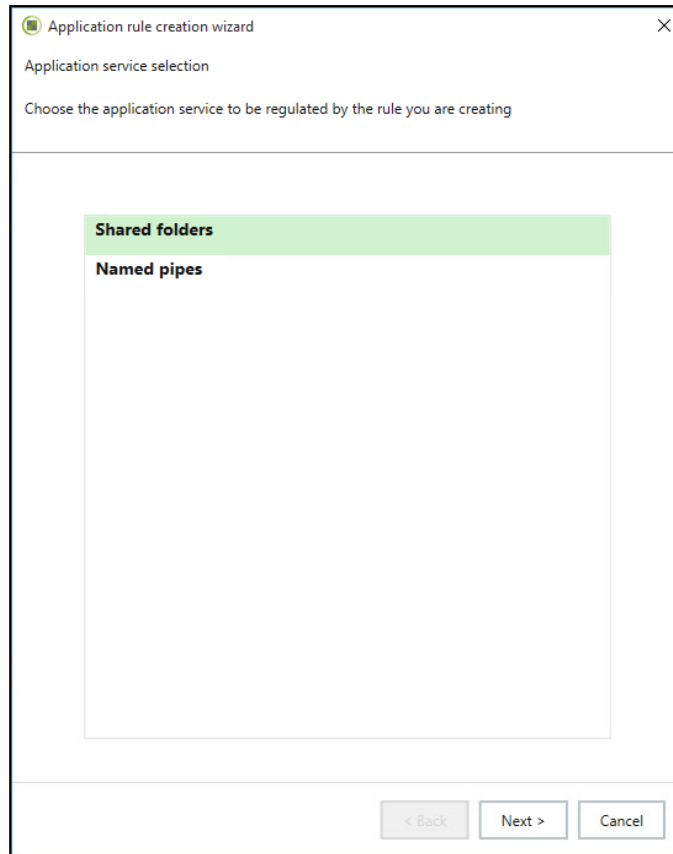 Application rule creation wizard
Application service selection
Choose the application service to be regulated by the rule you are creating
Shared folders
Named pipes
< Back
Next >
Cancel